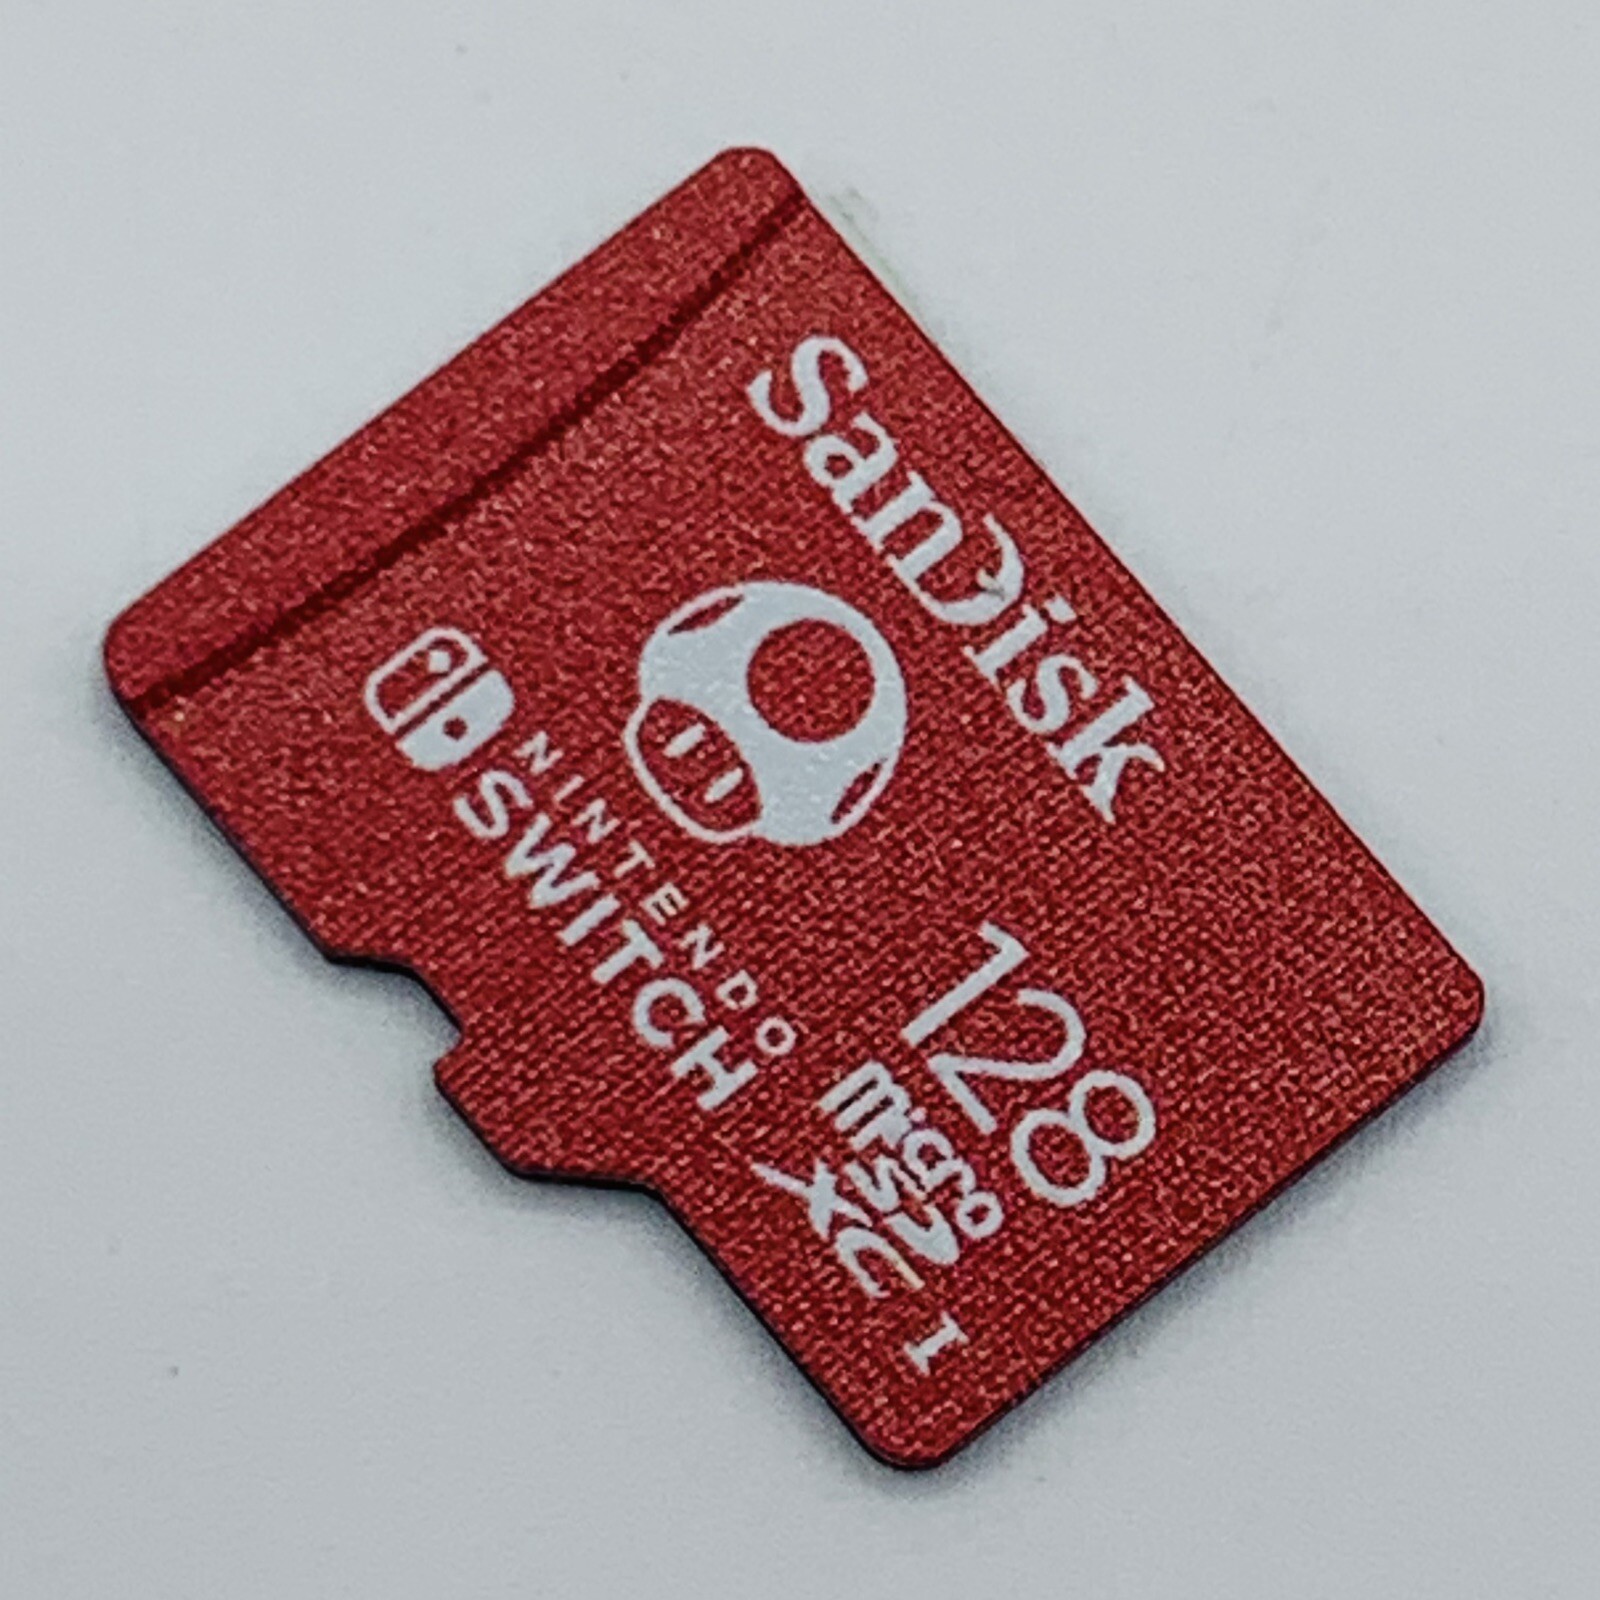 SanDisk
NINTENDO
SWITCH
128
micro
SD
XC I